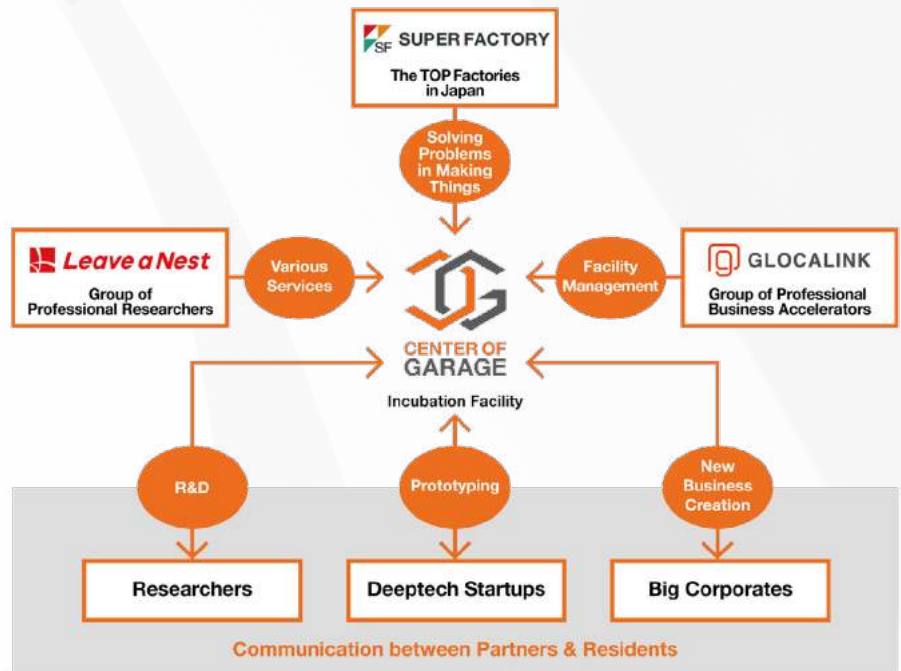 SF SUPER FACTORY
The TOP Factories
in Japan
Solving
Problems
in Making
Things
Leave a Nest
Group of
Professional Researchers
Various
Services
Facility
Management
GLOCALINK
Group of Professional
Business Accelerators
CENTER OF
GARAGE
Incubation Facility
R&D
Prototyping
New
Business
Creation
Researchers
Deeptech Startups
Big Corporates
Communication between Partners & Residents